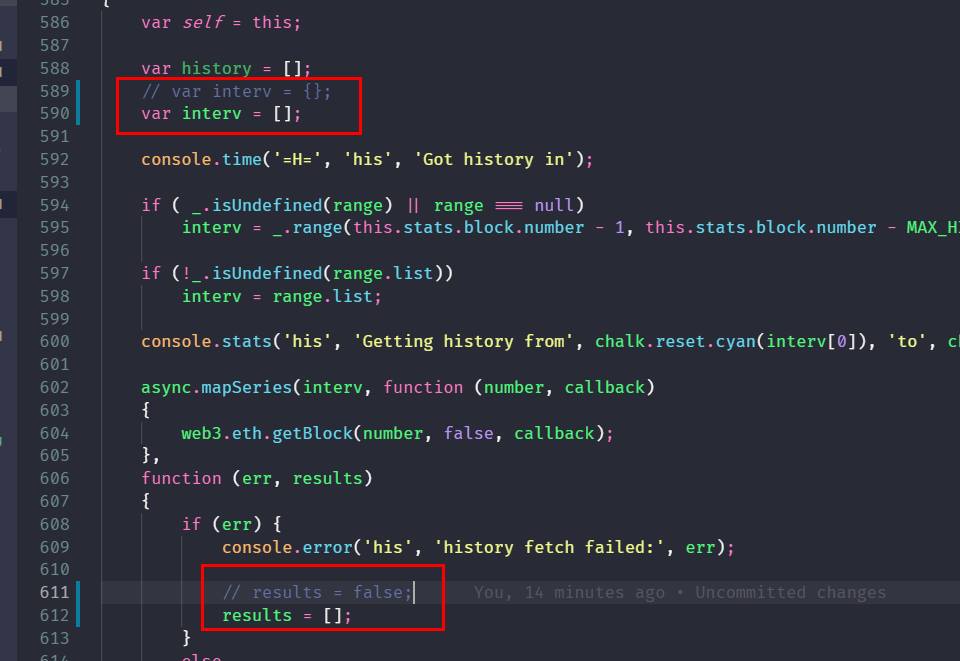 585 {
586 var self = this;
587
588 var history = [];
589 // var interv = {};
590 var interv = [];
591
592 console.time('=H=', 'his', 'Got history in');
593
594 if ( _.isUndefined(range) || range === null)
595 interv = _.range(this.stats.block.number - 1, this.stats.block.number -
596
597 if (!_.isUndefined(range.list))
598 interv = range.list;
599
600 console.stats('his', 'Getting history from', chalk.reset.cyan(interv[0]), 'to',
601
602 async.mapSeries(interv, function (number, callback)
603 {
604 web3.eth.getBlock(number, false, callback);
605 },
606 function (err, results)
607 {
608 if (err) {
609 console.error('his', 'history fetch failed:', err);
610
611 // results = false; You, 14 minutes ago • Uncommitted changes
612 results = [];
613 }
614 else